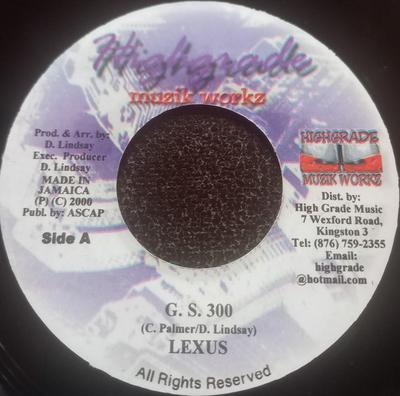 Highgrade
muzik workz
Prod. & Arr. by:
D. Lindsay
Exec. Producer
D. Lindsay
MADE IN
JAMAICA
(P) (C) 2000
Publ. by: ASCAP
Side A
HIGHGRADE
MUZIK WORKZ
Dist. by:
High Grade Music
7 Wexford Road,
Kingston 3
Tel: (876) 759-2355
Email:
highgrade
@hotmail.com
G. S. 300
(C. Palmer/D. Lindsay)
LEXUS
All Rights Reserved